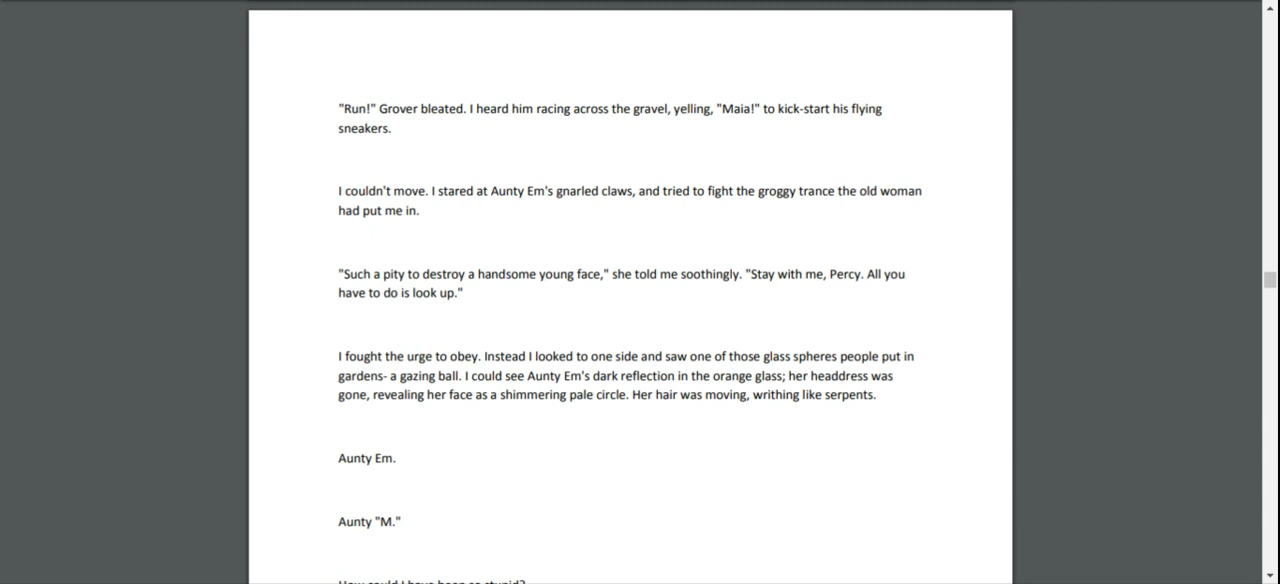 "Run!" Grover bleated. I heard him racing across the gravel, yelling, "Maia!" to kick-start his flying
sneakers.
I couldn't move. I stared at Aunty Em's gnarled claws, and tried to fight the groggy trance the old woman
had put me in.
"Such a pity to destroy a handsome young face," she told me soothingly. "Stay with me, Percy. All you
have to do is look up."
I fought the urge to obey. Instead I looked to one side and saw one of those glass spheres people put in
gardens- a gazing ball. I could see Aunty Em's dark reflection in the orange glass; her headdress was
gone, revealing her face as a shimmering pale circle. Her hair was moving, writhing like serpents.
Aunty Em.
Aunty "M."
How could I have been so stupid?